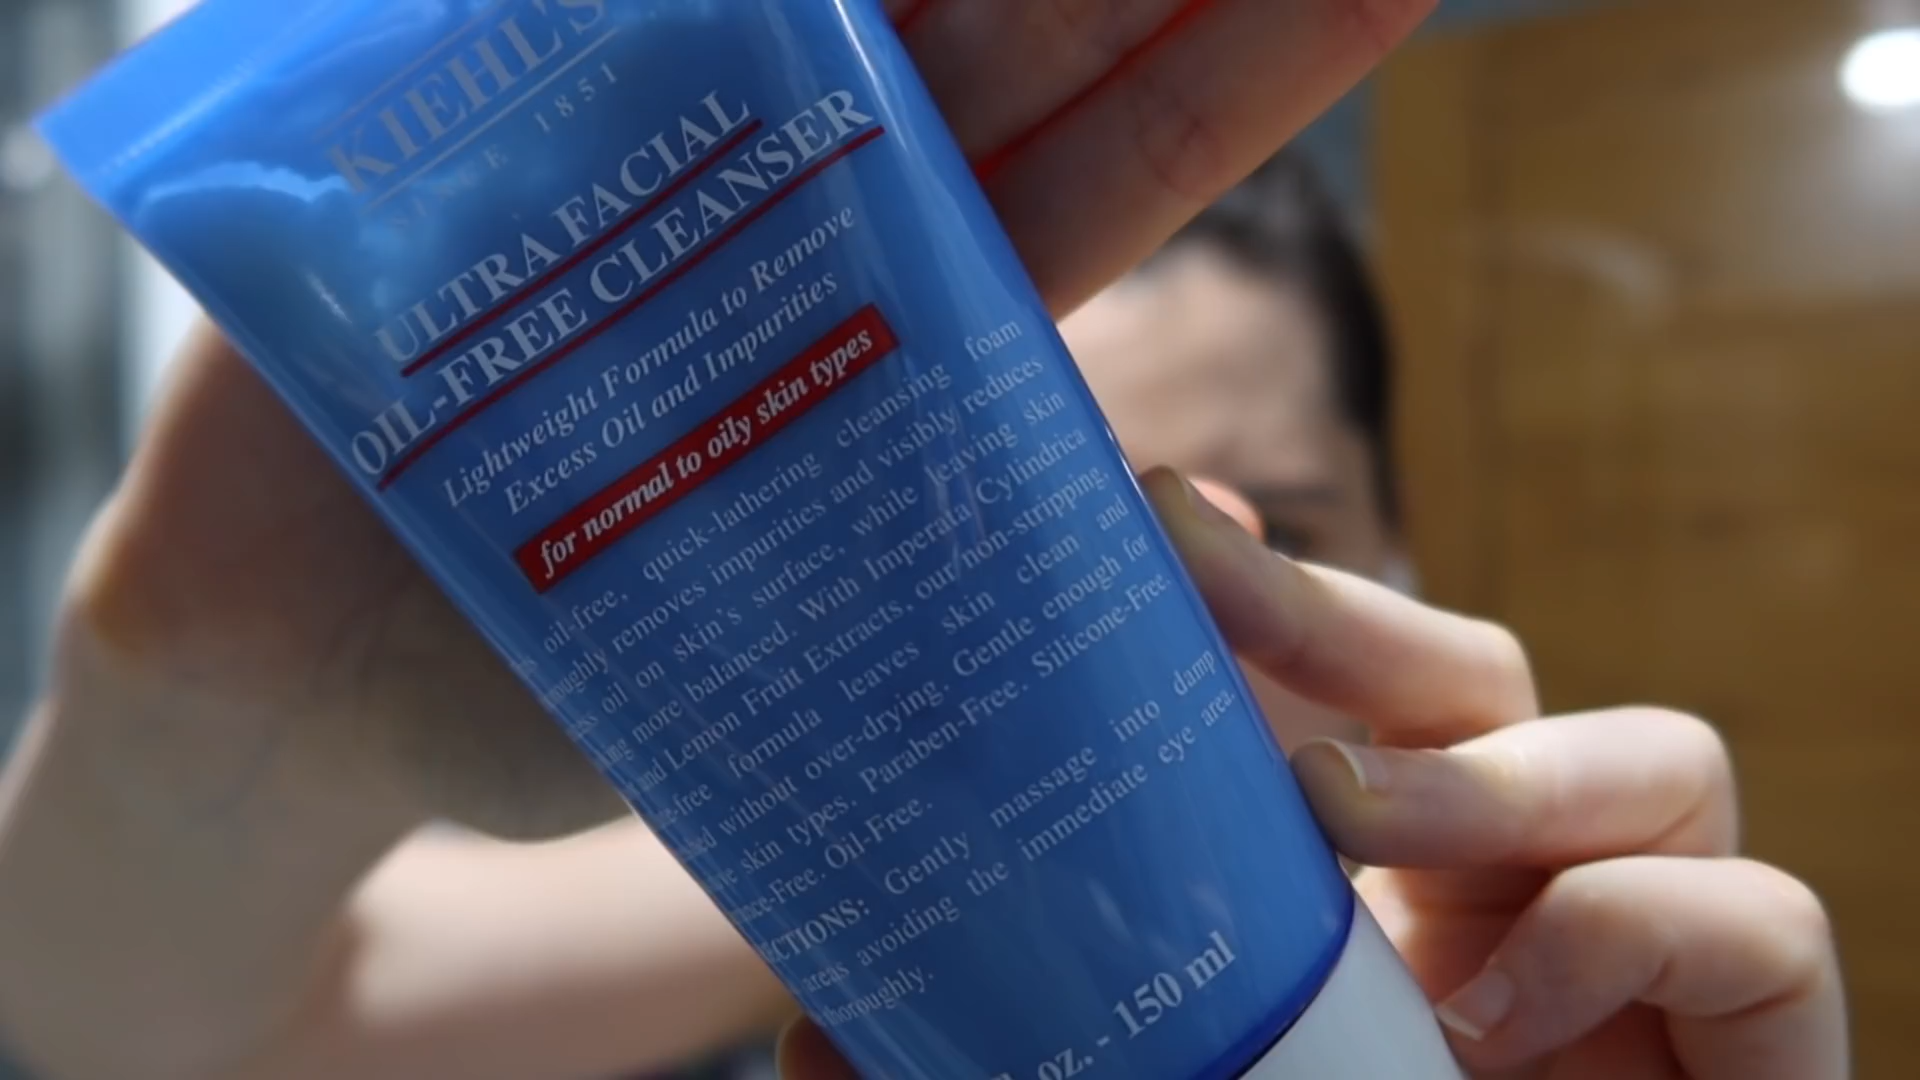 KIEHL'S
SINCE 1851
ULTRA FACIAL
OIL-FREE CLEANSER
Lightweight Formula to Remove
Excess Oil and Impurities
for normal to oily skin types
oil-free, quick-lathering cleansing foam
removes impurities and visibly reduces
oil on skin's surface, while leaving skin
more balanced. With Imperata Cylindrica
and Lemon Fruit Extracts, our non-stripping,
formula leaves skin clean and
without over-drying. Gentle enough for
skin types. Paraben-Free. Silicone-Free.
Oil-Free.
Gently massage into damp
areas avoiding the immediate eye area.
thoroughly.
oz. - 150 ml